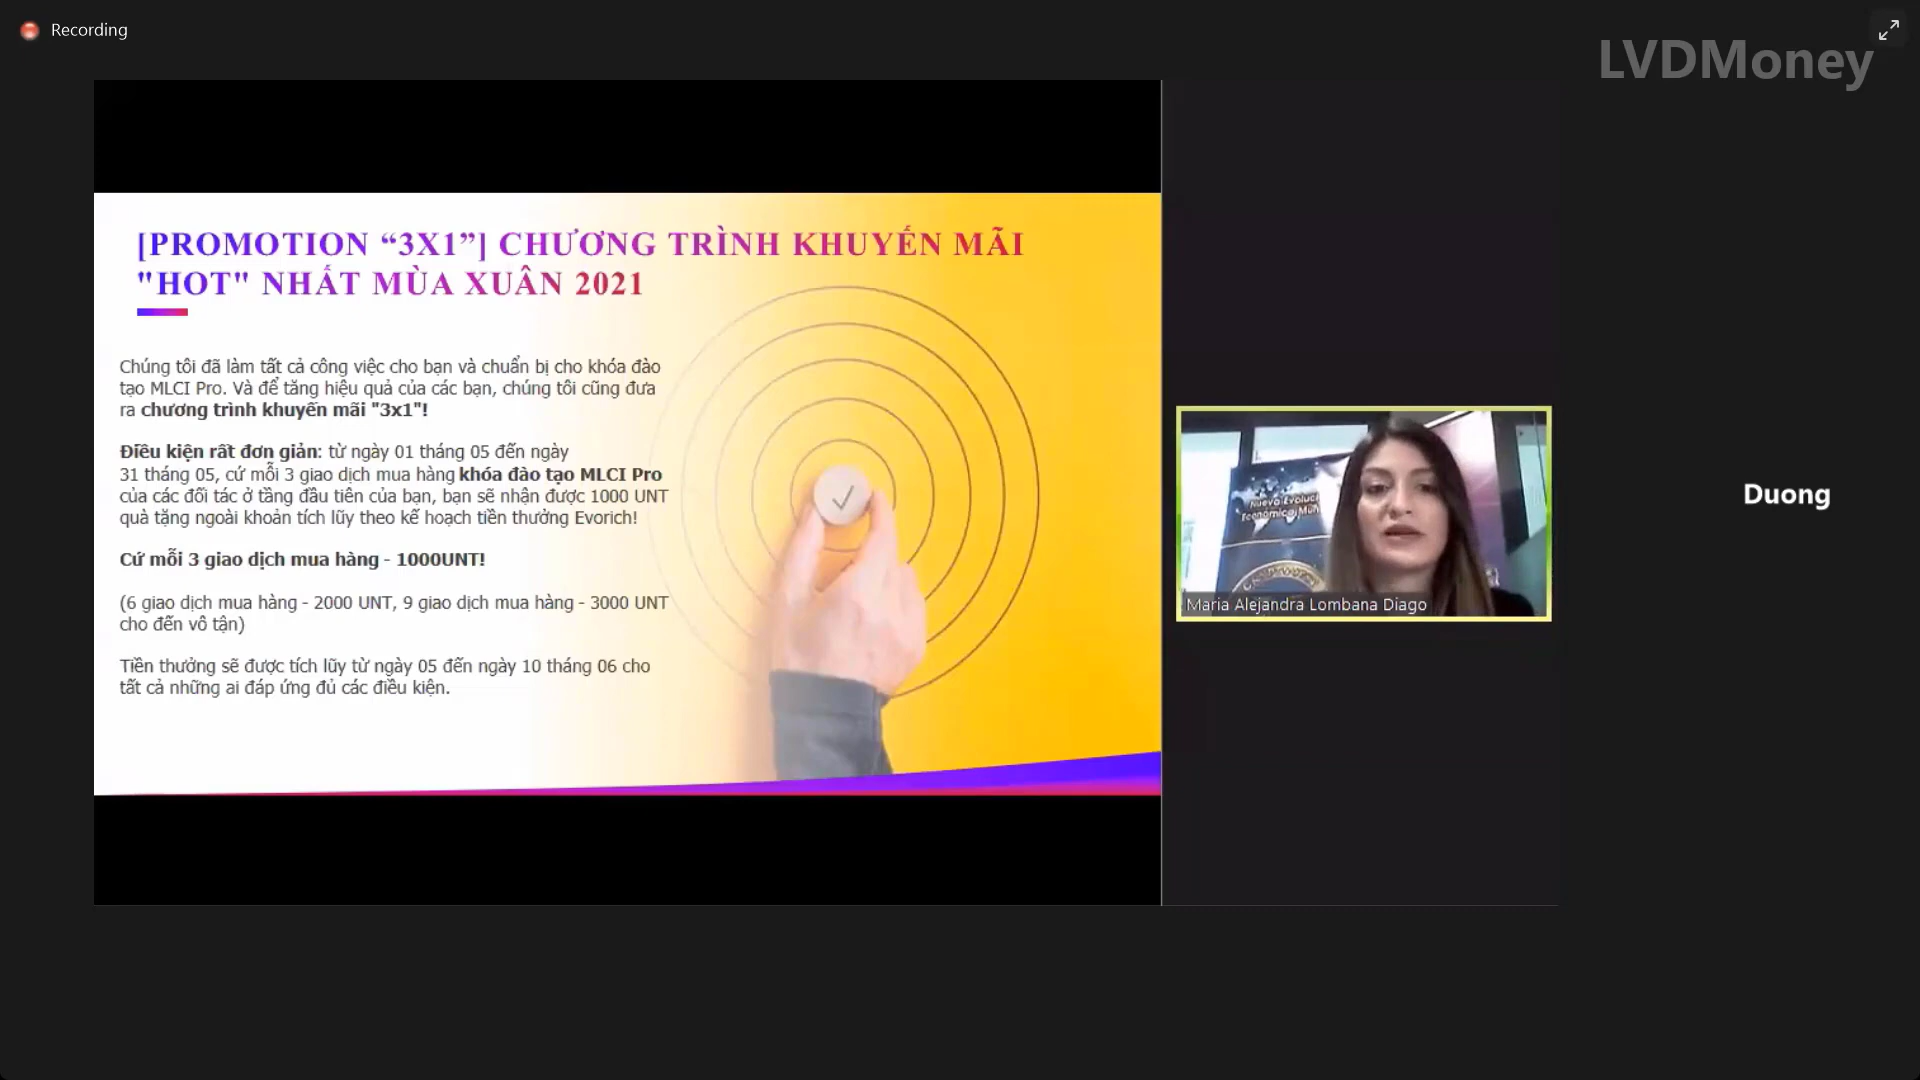 Recording
LVDMoney
[PROMOTION “3X1”] CHƯƠNG TRÌNH KHUYẾN MÃI
"HOT" NHẤT MÙA XUÂN 2021
Chúng tôi đã làm tất cả công việc cho bạn và chuẩn bị cho khóa đào
tạo MLCI Pro. Và để tăng hiệu quả của các bạn, chúng tôi cũng đưa
ra chương trình khuyến mãi "3x1"!
Điều kiện rất đơn giản: từ ngày 01 tháng 05 đến ngày
31 tháng 05, cứ mỗi 3 giao dịch mua hàng khóa đào tạo MLCI Pro
của các đối tác ở tầng đầu tiên của bạn, bạn sẽ nhận được 1000 UNT
quà tặng ngoài khoản tích lũy theo kế hoạch tiền thưởng Evorich!
Cứ mỗi 3 giao dịch mua hàng - 1000UNT!
(6 giao dịch mua hàng - 2000 UNT, 9 giao dịch mua hàng - 3000 UNT
cho đến vô tận)
Tiền thưởng sẽ được tích lũy từ ngày 05 đến ngày 10 tháng 06 cho
tất cả những ai đáp ứng đủ các điều kiện.
Nueva Evoluci
Económica Mun
Maria Alejandra Lombana Diago
Duong